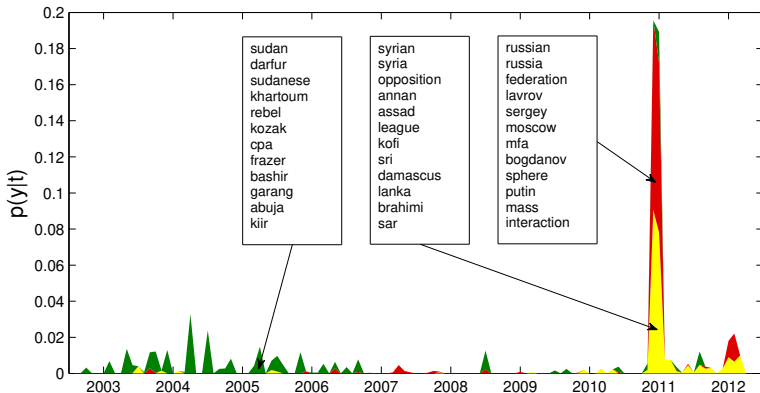 0.2
0.18
0.16
0.14
0.12
0.1
0.08
0.06
0.04
0.02
0
p(y|t)
sudan
darfur
sudanese
khartoum
rebel
kozak
cpa
frazer
bashir
garang
abuja
kiir
syrian
syria
opposition
annan
assad
league
kofi
sri
damascus
lanka
brahimi
sar
russian
russia
federation
lavrov
sergey
moscow
mfa
bogdanov
sphere
putin
mass
interaction
2003 2004 2005 2006 2007 2008 2009 2010 2011 2012